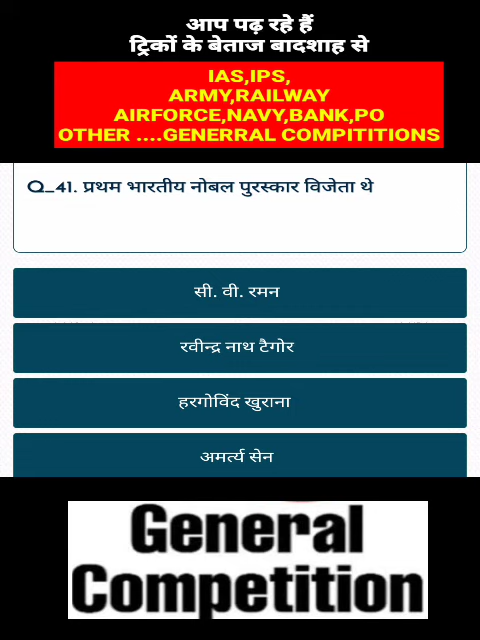 आप पढ़ रहे हैं
ट्रिकों के बेताज बादशाह से
IAS,IPS,
ARMY,RAILWAY
AIRFORCE,NAVY,BANK,PO
OTHER ....GENERRAL COMPITITIONS
Q_41. प्रथम भारतीय नोबल पुरस्कार विजेता थे
सी. वी. रमन
रवीन्द्र नाथ टैगोर
हरगोविंद खुराना
अमर्त्य सेन
General
Competition